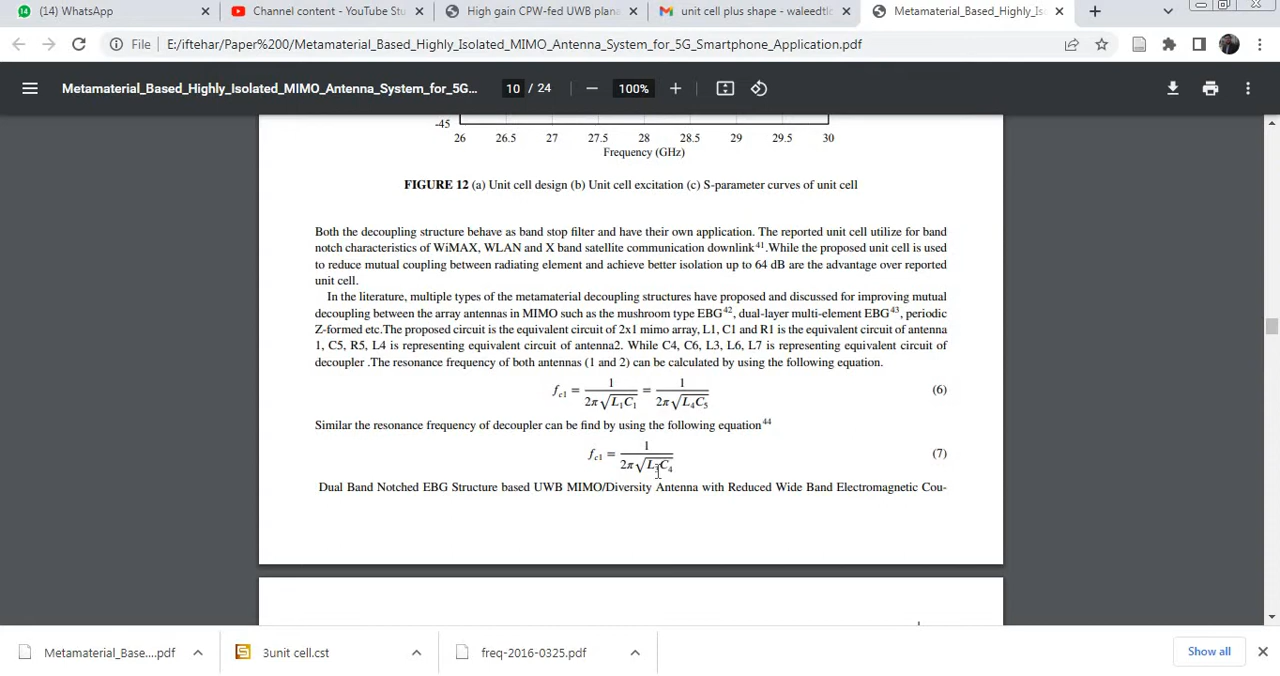 (14) WhatsApp
Channel content - YouTube Stu
High gain CPW-fed UWB plana
unit cell plus shape - waleedtlc
Metamaterial_Based_Highly_Iso
File E:/iftehar/Paper%200/Metamaterial_Based_Highly_Isolated_MIMO_Antenna_System_for_5G_Smartphone_Application.pdf
Metamaterial_Based_Highly_Isolated_MIMO_Antenna_System_for_5G... 10 / 24 100%
-45
26 26.5 27 27.5 28 28.5 29 29.5 30
Frequency (GHz)
FIGURE 12 (a) Unit cell design (b) Unit cell excitation (c) S-parameter curves of unit cell
Both the decoupling structure behave as band stop filter and have their own application. The reported unit cell utilize for band
notch characteristics of WiMAX, WLAN and X band satellite communication downlink⁴¹.While the proposed unit cell is used
to reduce mutual coupling between radiating element and achieve better isolation up to 64 dB are the advantage over reported
unit cell.
In the literature, multiple types of the metamaterial decoupling structures have proposed and discussed for improving mutual
decoupling between the array antennas in MIMO such as the mushroom type EBG⁴², dual-layer multi-element EBG⁴³, periodic
Z-formed etc.The proposed circuit is the equivalent circuit of 2x1 mimo array, L1, C1 and R1 is the equivalent circuit of antenna
1, C5, R5, L4 is representing equivalent circuit of antenna2. While C4, C6, L3, L6, L7 is representing equivalent circuit of
decoupler .The resonance frequency of both antennas (1 and 2) can be calculated by using the following equation.
f_c1 = 1 / 2π√L₁C₁ = 1 / 2π√L₄C₅ (6)
Similar the resonance frequency of decoupler can be find by using the following equation⁴⁴
f_c1 = 1 / 2π√L C₄ (7)
Dual Band Notched EBG Structure based UWB MIMO/Diversity Antenna with Reduced Wide Band Electromagnetic Cou-
Metamaterial_Base....pdf
3unit cell.cst
freq-2016-0325.pdf
Show all